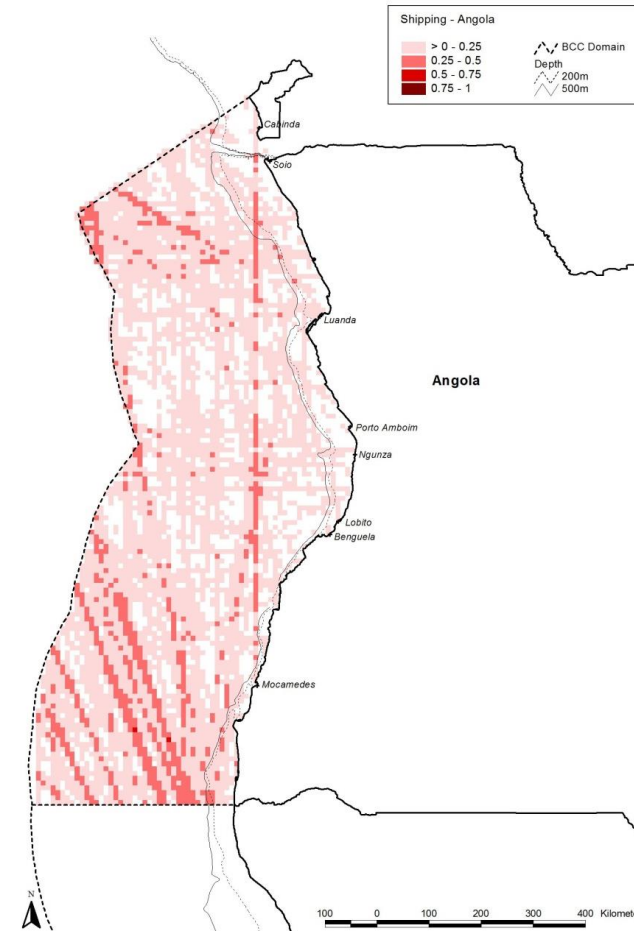 Shipping - Angola
> 0 - 0.25
0.25 - 0.5
0.5 - 0.75
0.75 - 1
BCC Domain
Depth
200m
500m
Cabinda
Soio
Luanda
Angola
Porto Amboim
Ngunza
Lobito
Benguela
Mocamedes
N
100 0 100 200 300 400 Kilomete